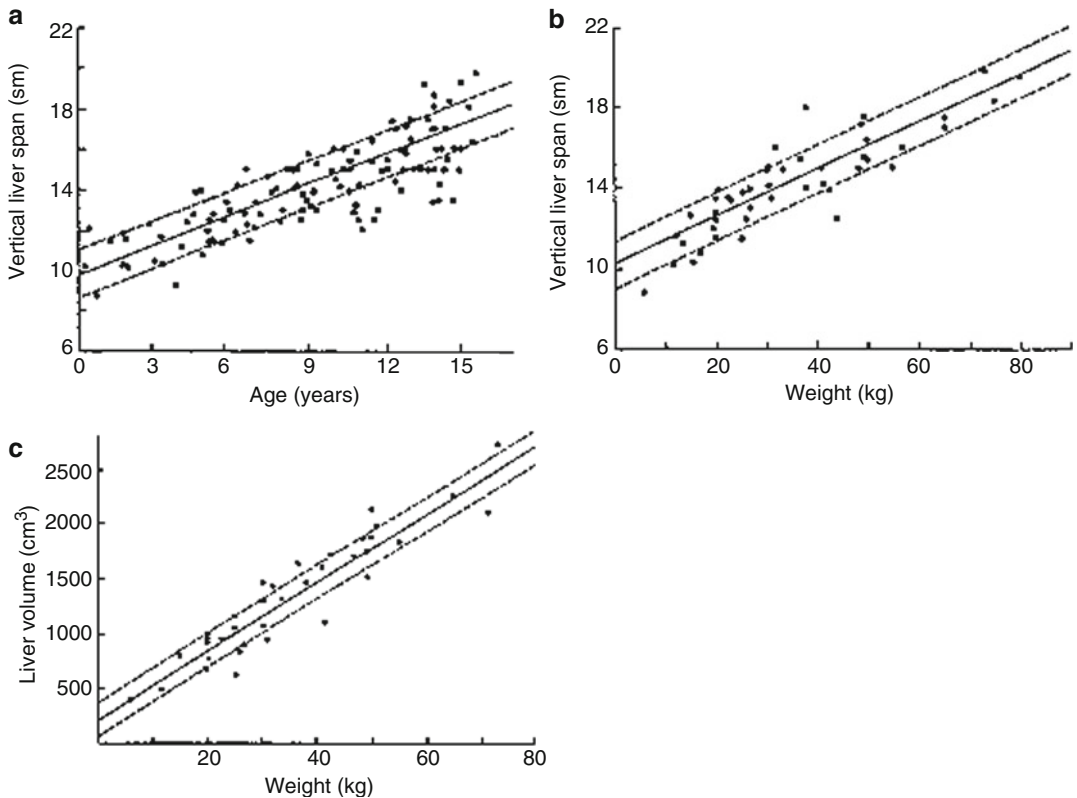 a
22
18
14
10
6
Vertical liver span (sm)
0 3 6 9 12 15
Age (years)
b
22
18
14
10
6
Vertical liver span (sm)
0 20 40 60 80
Weight (kg)
c
2500
2000
1500
1000
500
Liver volume (cm³)
20 40 60 80
Weight (kg)